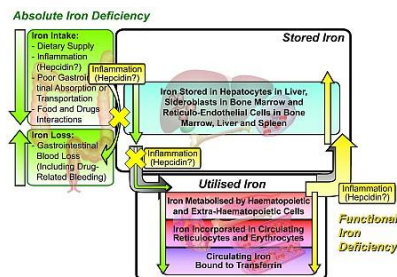 Absolute Iron Deficiency
Iron Intake:
- Dietary Supply
- Inflammation
(Hepcidin?)
- Poor Gastroin
tinal Absorption or
Transportation
- Food and Drugs
Interactions
Iron Loss:
- Gastrointestinal
Blood Loss
(Including Drug-
Related Bleeding)
Inflammation
(Hepcidin?)
Stored Iron
Iron Stored in Hepatocytes in Liver,
Sideroblasts in Bone Marrow and
Reticulo-Endothelial Cells in Bone
Marrow, Liver and Spleen
Inflammation
(Hepcidin?)
Utilised Iron
Iron Metabolised by Haematopoietic
and Extra-Haematopoietic Cells
Iron Incorporated in Circulating
Reticulocytes and Erythrocytes
Circulating Iron
Bound to Transferrin
Inflammation
(Hepcidin?)
Functional
Iron
Deficiency